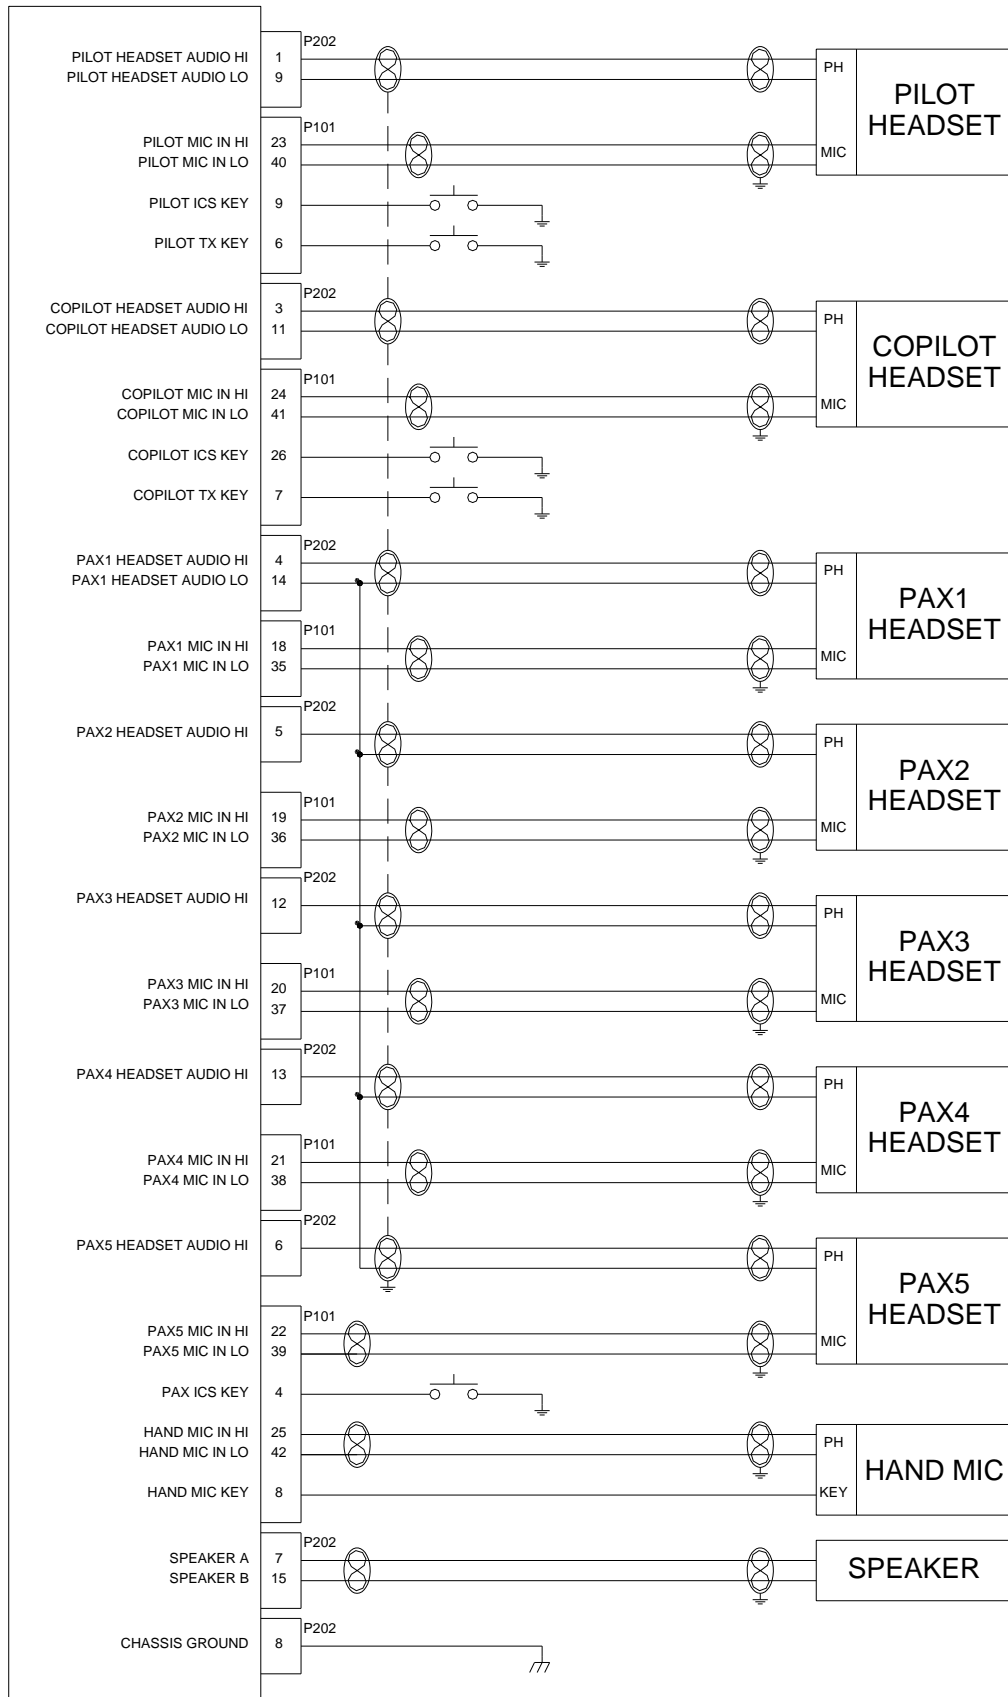 P202
PILOT HEADSET AUDIO HI 1
PILOT HEADSET AUDIO LO 9
PH
PILOT
HEADSET
P101
PILOT MIC IN HI 23
PILOT MIC IN LO 40
MIC
PILOT ICS KEY 9
PILOT TX KEY 6
P202
COPILOT HEADSET AUDIO HI 3
COPILOT HEADSET AUDIO LO 11
PH
COPILOT
HEADSET
P101
COPILOT MIC IN HI 24
COPILOT MIC IN LO 41
MIC
COPILOT ICS KEY 26
COPILOT TX KEY 7
P202
PAX1 HEADSET AUDIO HI 4
PAX1 HEADSET AUDIO LO 14
PH
PAX1
HEADSET
P101
PAX1 MIC IN HI 18
PAX1 MIC IN LO 35
MIC
P202
PAX2 HEADSET AUDIO HI 5
PH
PAX2
HEADSET
P101
PAX2 MIC IN HI 19
PAX2 MIC IN LO 36
MIC
P202
PAX3 HEADSET AUDIO HI 12
PH
PAX3
HEADSET
P101
PAX3 MIC IN HI 20
PAX3 MIC IN LO 37
MIC
P202
PAX4 HEADSET AUDIO HI 13
PH
PAX4
HEADSET
P101
PAX4 MIC IN HI 21
PAX4 MIC IN LO 38
MIC
P202
PAX5 HEADSET AUDIO HI 6
PH
PAX5
HEADSET
P101
PAX5 MIC IN HI 22
PAX5 MIC IN LO 39
MIC
PAX ICS KEY 4
HAND MIC IN HI 25
HAND MIC IN LO 42
PH
HAND MIC
HAND MIC KEY 8
KEY
P202
SPEAKER A 7
SPEAKER B 15
SPEAKER
P202
CHASSIS GROUND 8